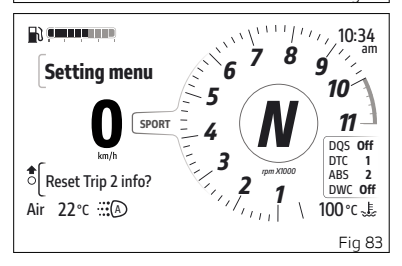 10:34
am
Setting menu
0
km/h
SPORT
1
2
3
4
5
6
7
8
9
10
11
N
rpm X1000
DQS Off
DTC 1
ABS 2
DWC Off
Reset Trip 2 info?
Air 22°C (A)
100°C
Fig 83